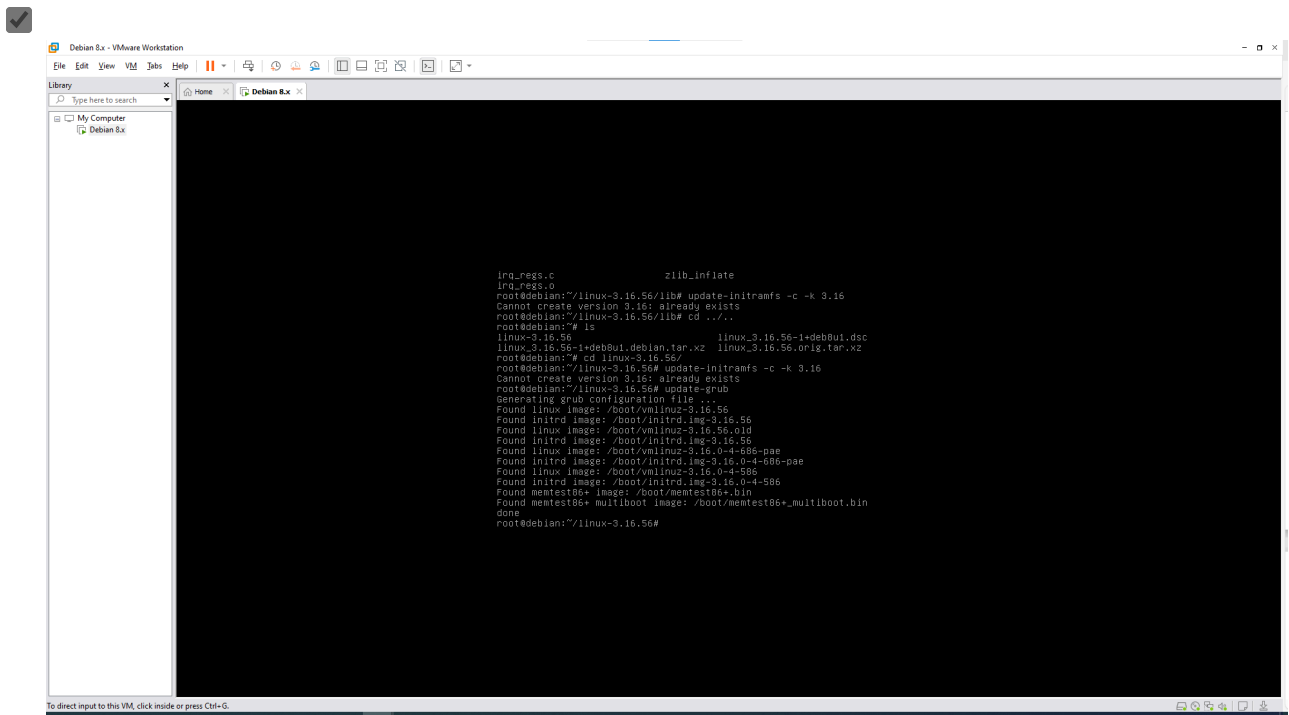 Debian 8.x - VMware Workstation
File Edit View VM Tabs Help
Library
Type here to search
My Computer
Debian 8.x
Home
Debian 8.x
irq_regs.c zlib_inflate
irq_regs.o
root@debian:~/linux-3.16.56/lib# update-initramfs -c -k 3.16
Cannot create version 3.16: already exists
root@debian:~/linux-3.16.56/lib# cd ../..
root@debian:~# ls
linux-3.16.56 linux_3.16.56-1+deb8u1.dsc
linux_3.16.56-1+deb8u1.debian.tar.xz linux_3.16.56.orig.tar.xz
root@debian:~# cd linux-3.16.56/
root@debian:~/linux-3.16.56# update-initramfs -c -k 3.16
Cannot create version 3.16: already exists
root@debian:~/linux-3.16.56# update-grub
Generating grub configuration file ...
Found linux image: /boot/vmlinuz-3.16.56
Found initrd image: /boot/initrd.img-3.16.56
Found linux image: /boot/vmlinuz-3.16.56.old
Found initrd image: /boot/initrd.img-3.16.56
Found linux image: /boot/vmlinuz-3.16.0-4-686-pae
Found initrd image: /boot/initrd.img-3.16.0-4-686-pae
Found linux image: /boot/vmlinuz-3.16.0-4-586
Found initrd image: /boot/initrd.img-3.16.0-4-586
Found memtest86+ image: /boot/memtest86+.bin
Found memtest86+ multiboot image: /boot/memtest86+_multiboot.bin
done
root@debian:~/linux-3.16.56#
To direct input to this VM, click inside or press Ctrl+G.